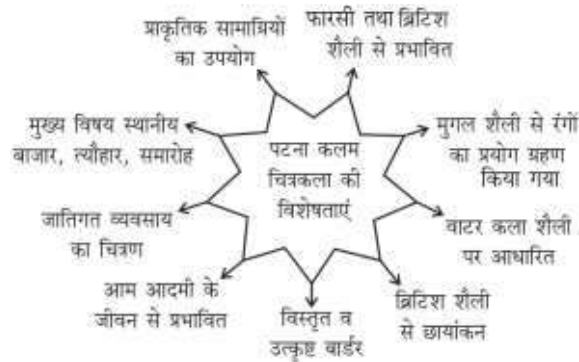 प्राकृतिक सामाग्रियों
का उपयोग
फारसी तथा ब्रिटिश
शैली से प्रभावित
मुख्य विषय स्थानीय
बाजार, त्यौहार, समारोह
पटना कलम
चित्रकला की
विशेषताएं
मुगल शैली से रंगों
का प्रयोग ग्रहण
किया गया
जातिगत व्यवसाय
का चित्रण
वाटर कला शैली
पर आधारित
आम आदमी के
जीवन से प्रभावित
विस्तृत व
उत्कृष्ट बार्डर
ब्रिटिश शैली
से छायांकन